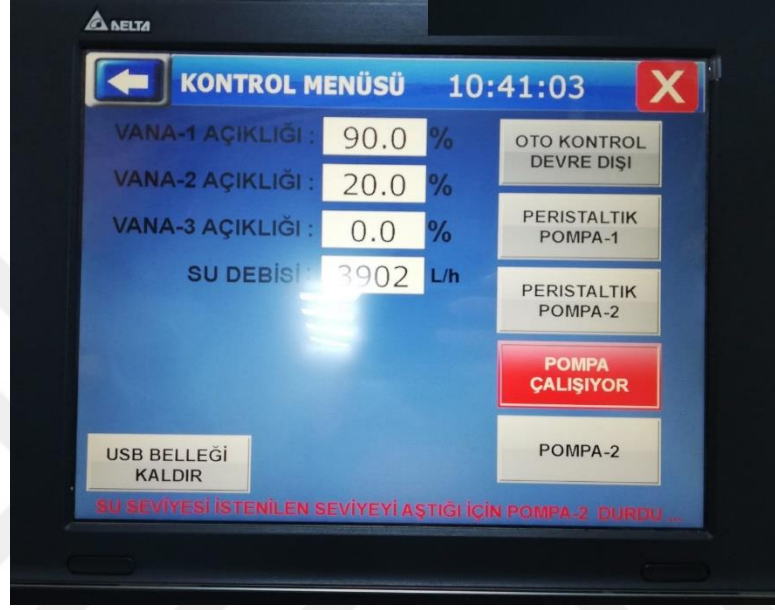 DELTA
KONTROL MENÜSÜ 10:41:03 X
VANA-1 AÇIKLIĞI : 90.0 %
VANA-2 AÇIKLIĞI : 20.0 %
VANA-3 AÇIKLIĞI : 0.0 %
SU DEBİSİ : 3902 L/h
OTO KONTROL
DEVRE DIŞI
PERISTALTIK
POMPA-1
PERISTALTIK
POMPA-2
POMPA
ÇALIŞIYOR
POMPA-2
USB BELLEĞİ
KALDIR
SU SEVİYESİ İSTENİLEN SEVİYEYİ AŞTIĞI İÇİN POMPA-2 DURDU ...